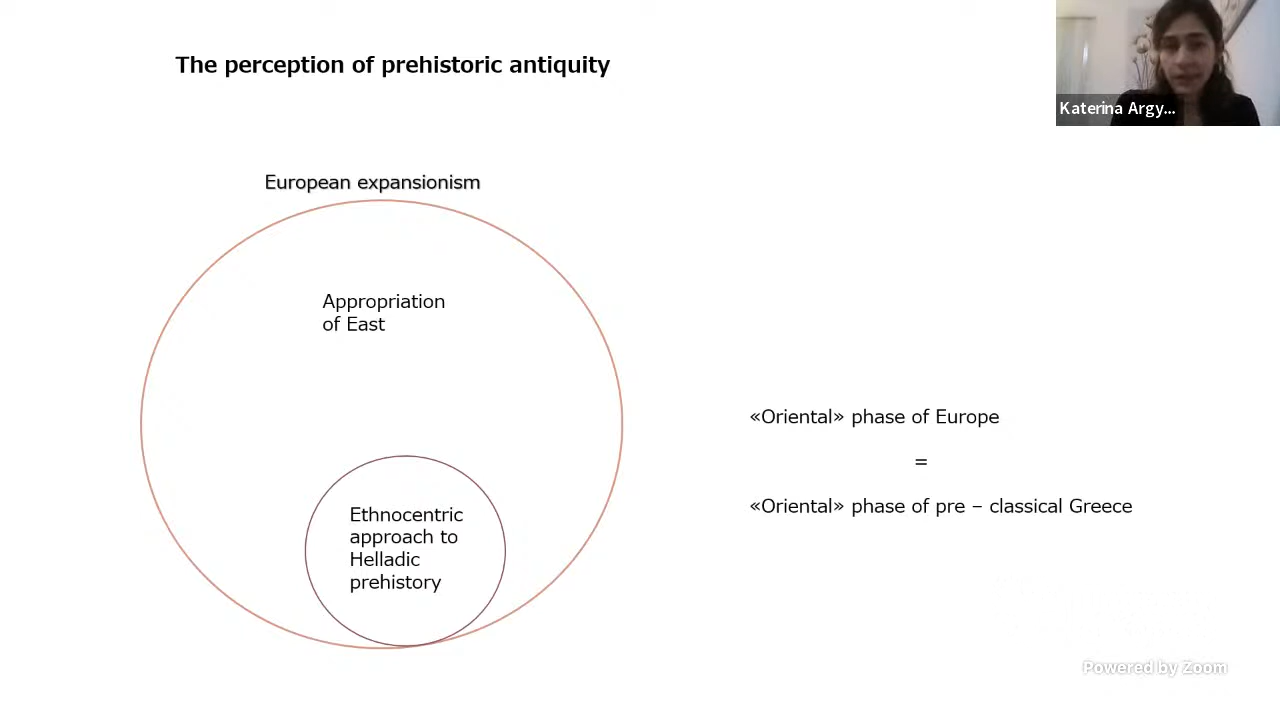 The perception of prehistoric antiquity
Katerina Argy...
European expansionism
Appropriation
of East
«Oriental» phase of Europe
=
«Oriental» phase of pre – classical Greece
Ethnocentric
approach to
Helladic
prehistory
Powered by Zoom